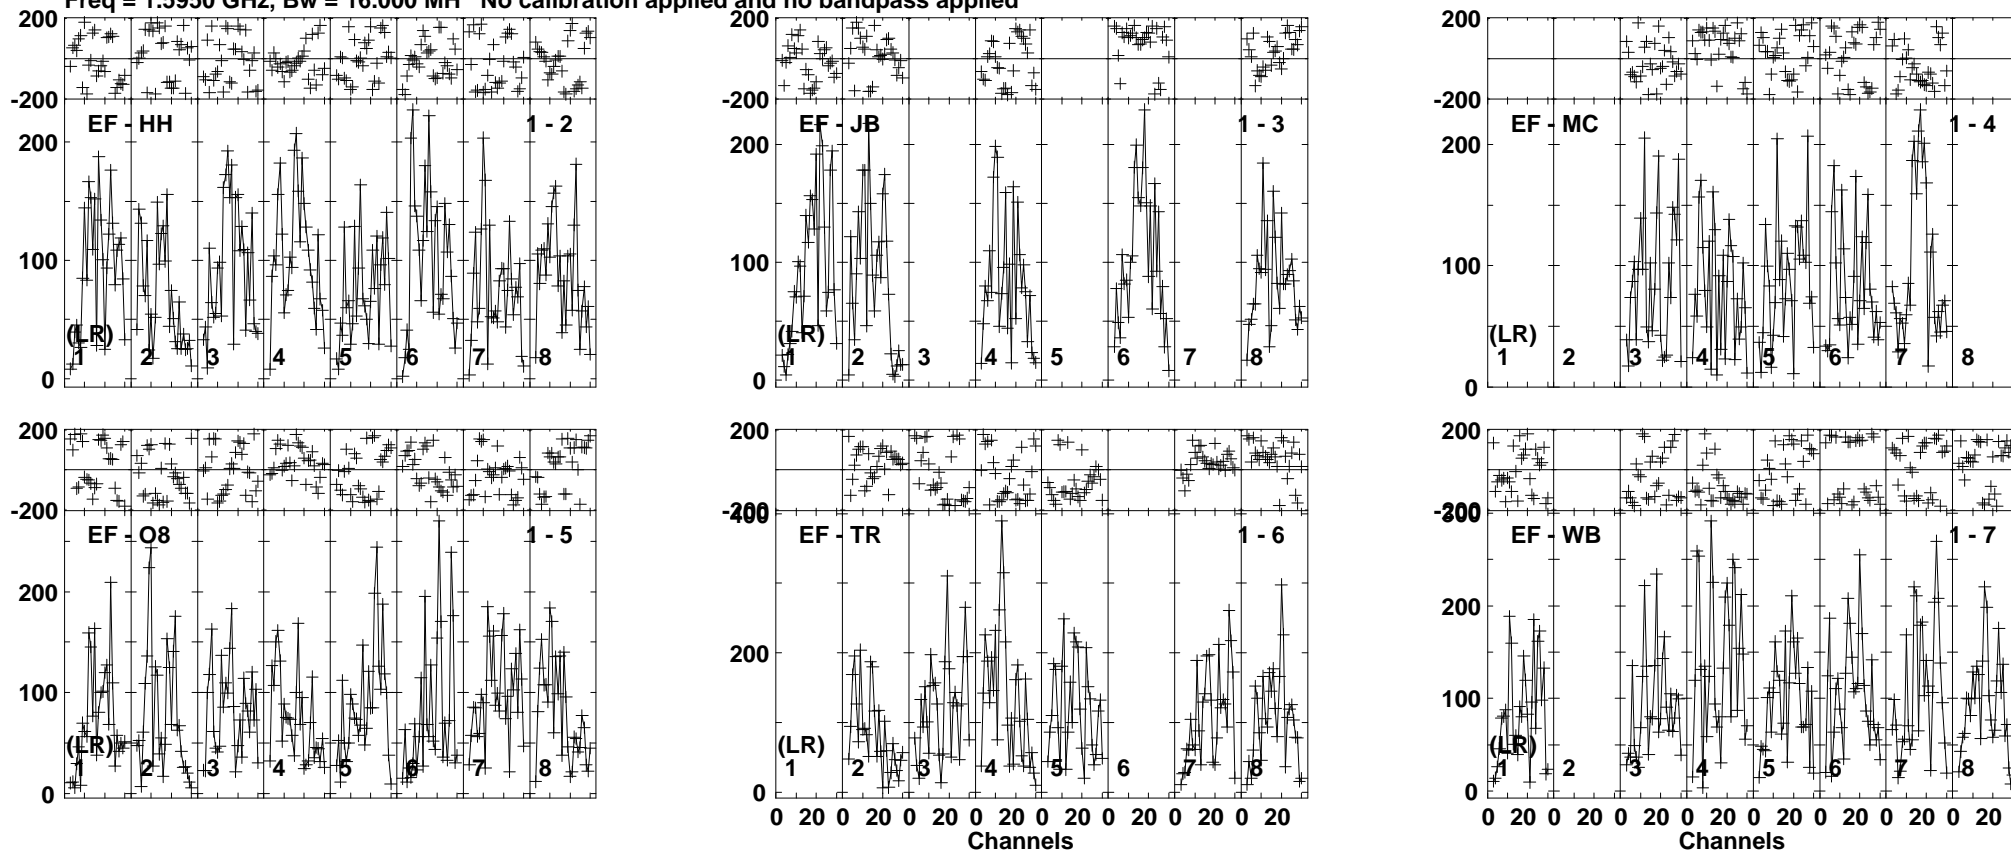 Freq = 1.5950 GHz, Bw = 16.000 MH No calibration applied and no bandpass applied
200
-200
EF - HH 1 - 2
200
100
0
(LR)
1 2 3 4 5 6 7 8
200
-200
EF - JB 1 - 3
200
100
0
(LR)
1 2 3 4 5 6 7 8
200
-200
EF - MC 1 - 4
200
100
0
(LR)
1 2 3 4 5 6 7 8
200
-200
EF - O8 1 - 5
200
100
0
(LR)
1 2 3 4 5 6 7 8
200
-200
400
EF - TR 1 - 6
200
0
(LR)
1 2 3 4 5 6 7 8
0 20 0 20 0 20 0 20 0 20 0 20 0 20 0 20
Channels
200
-200
300
EF - WB 1 - 7
200
100
0
(LR)
1 2 3 4 5 6 7 8
0 20 0 20 0 20 0 20 0 20 0 20 0 20 0 20
Channels